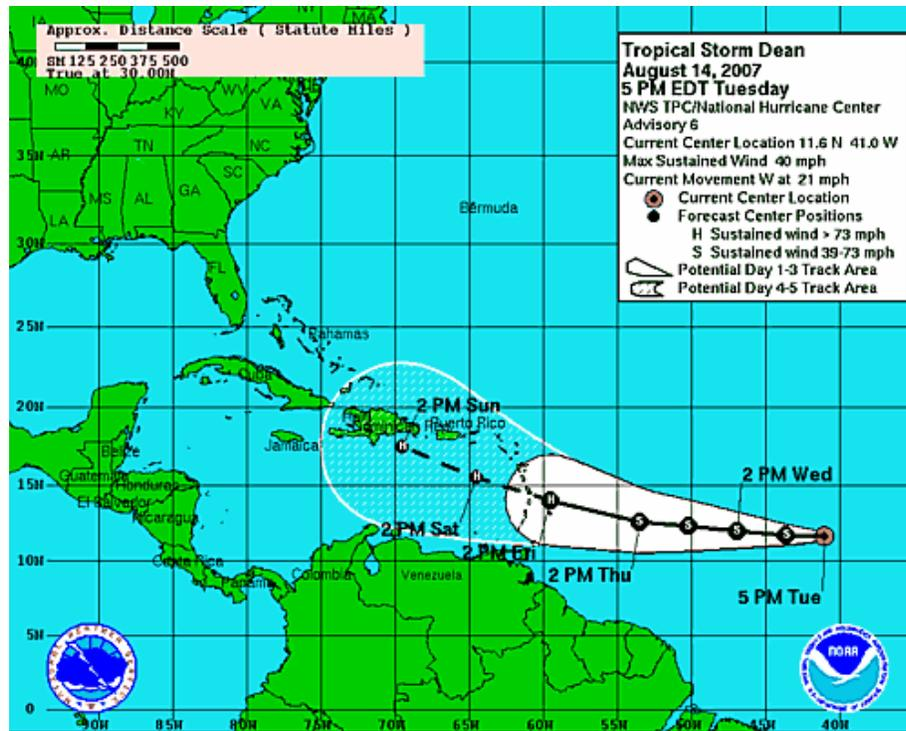 Approx. Distance Scale ( Statute Miles )
SM 125 250 375 500
True at 30.00N
Tropical Storm Dean
August 14, 2007
5 PM EDT Tuesday
NWS TPC/National Hurricane Center
Advisory 6
Current Center Location 11.6 N 41.0 W
Max Sustained Wind 40 mph
Current Movement W at 21 mph
Current Center Location
Forecast Center Positions
H Sustained wind > 73 mph
S Sustained wind 39-73 mph
Potential Day 1-3 Track Area
Potential Day 4-5 Track Area
MO
KY
WV
VA
MA
AR
TN
NC
SC
MS
AL
GA
LA
FL
35N
30N
25N
20N
15N
10N
5N
0
Bermuda
Bahamas
Cuba
Dominican Rep
Puerto Rico
Jamaica
Belize
Guatemala
Honduras
El Salvador
Nicaragua
Costa Rica
Panama
Colombia
Venezuela
2 PM Sun
2 PM Sat
2 PM Fri
2 PM Thu
2 PM Wed
5 PM Tue
H
H
H
S
S
S
S
90W
85W
80W
75W
70W
65W
60W
55W
50W
45W
40W
NOAA